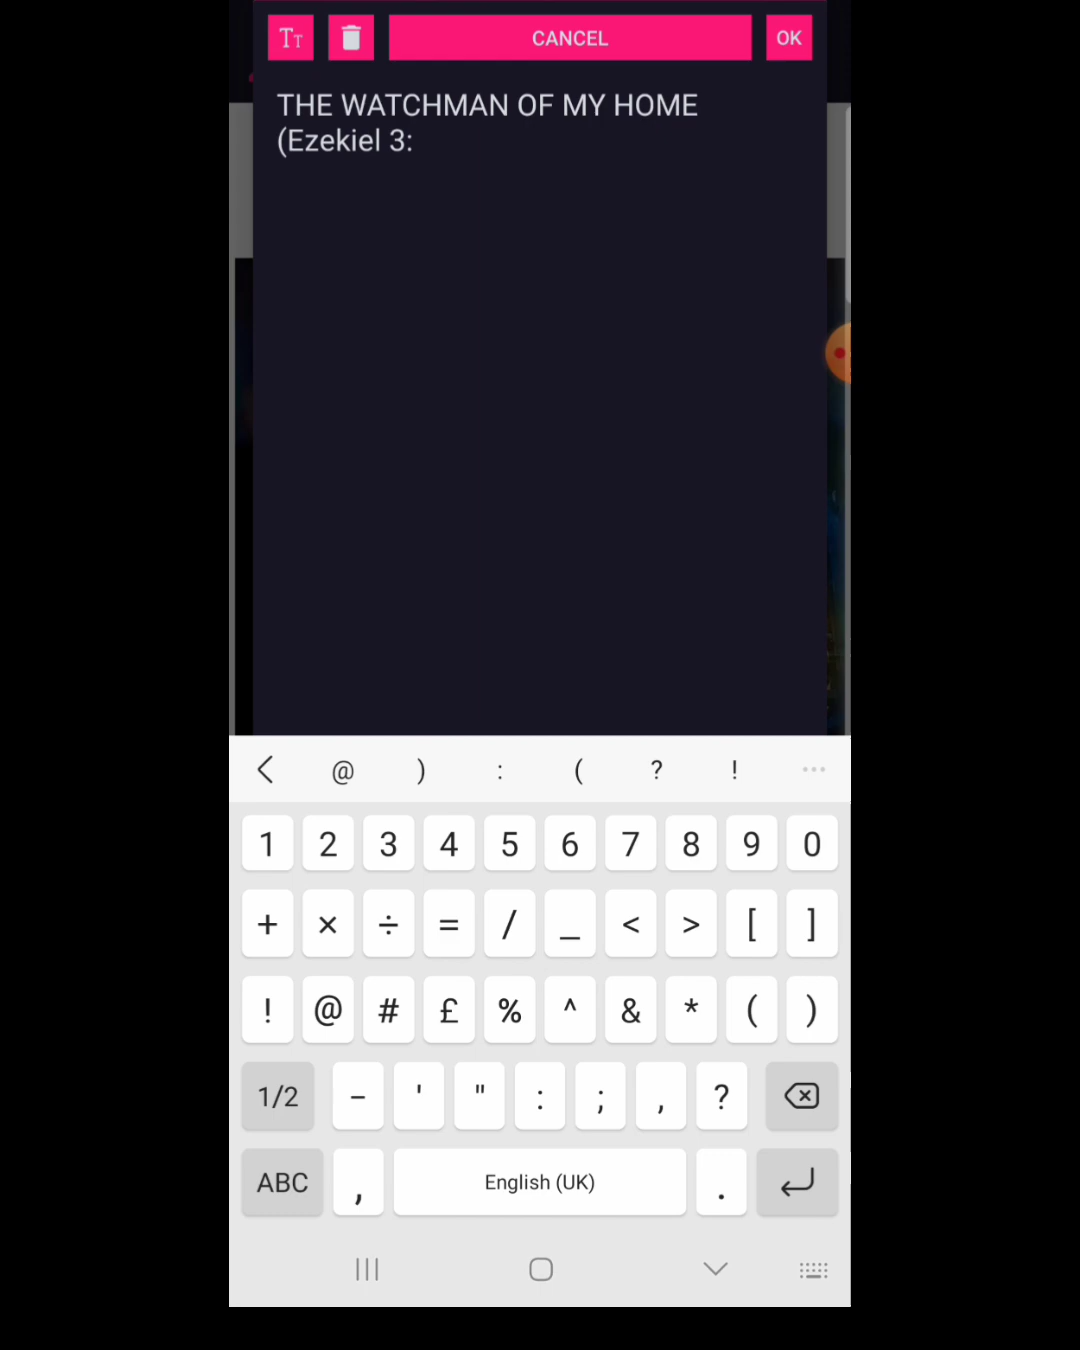 TT CANCEL OK
THE WATCHMAN OF MY HOME
(Ezekiel 3:
@ ) : ( ? !
1 2 3 4 5 6 7 8 9 0
+ × ÷ = / _ < > [ ]
! @ # £ % ^ & * ( )
1/2 - ' " : ; , ?
ABC , English (UK) .